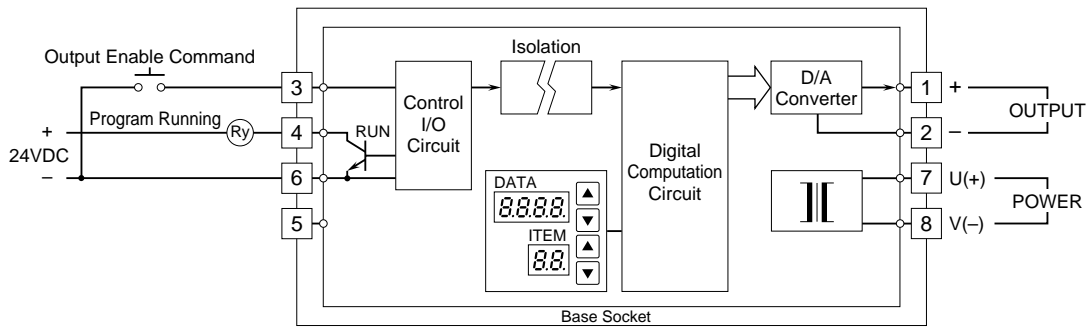 Output Enable Command
3
Program Running
Ry
4
+
24VDC
–
6
5
RUN
Control
I/O
Circuit
Isolation
DATA
8.8.8.8.
ITEM
8.8.
▲
▼
▲
▼
Digital
Computation
Circuit
D/A
Converter
1
+
OUTPUT
2
–
7
U(+)
POWER
8
V(–)
Base Socket